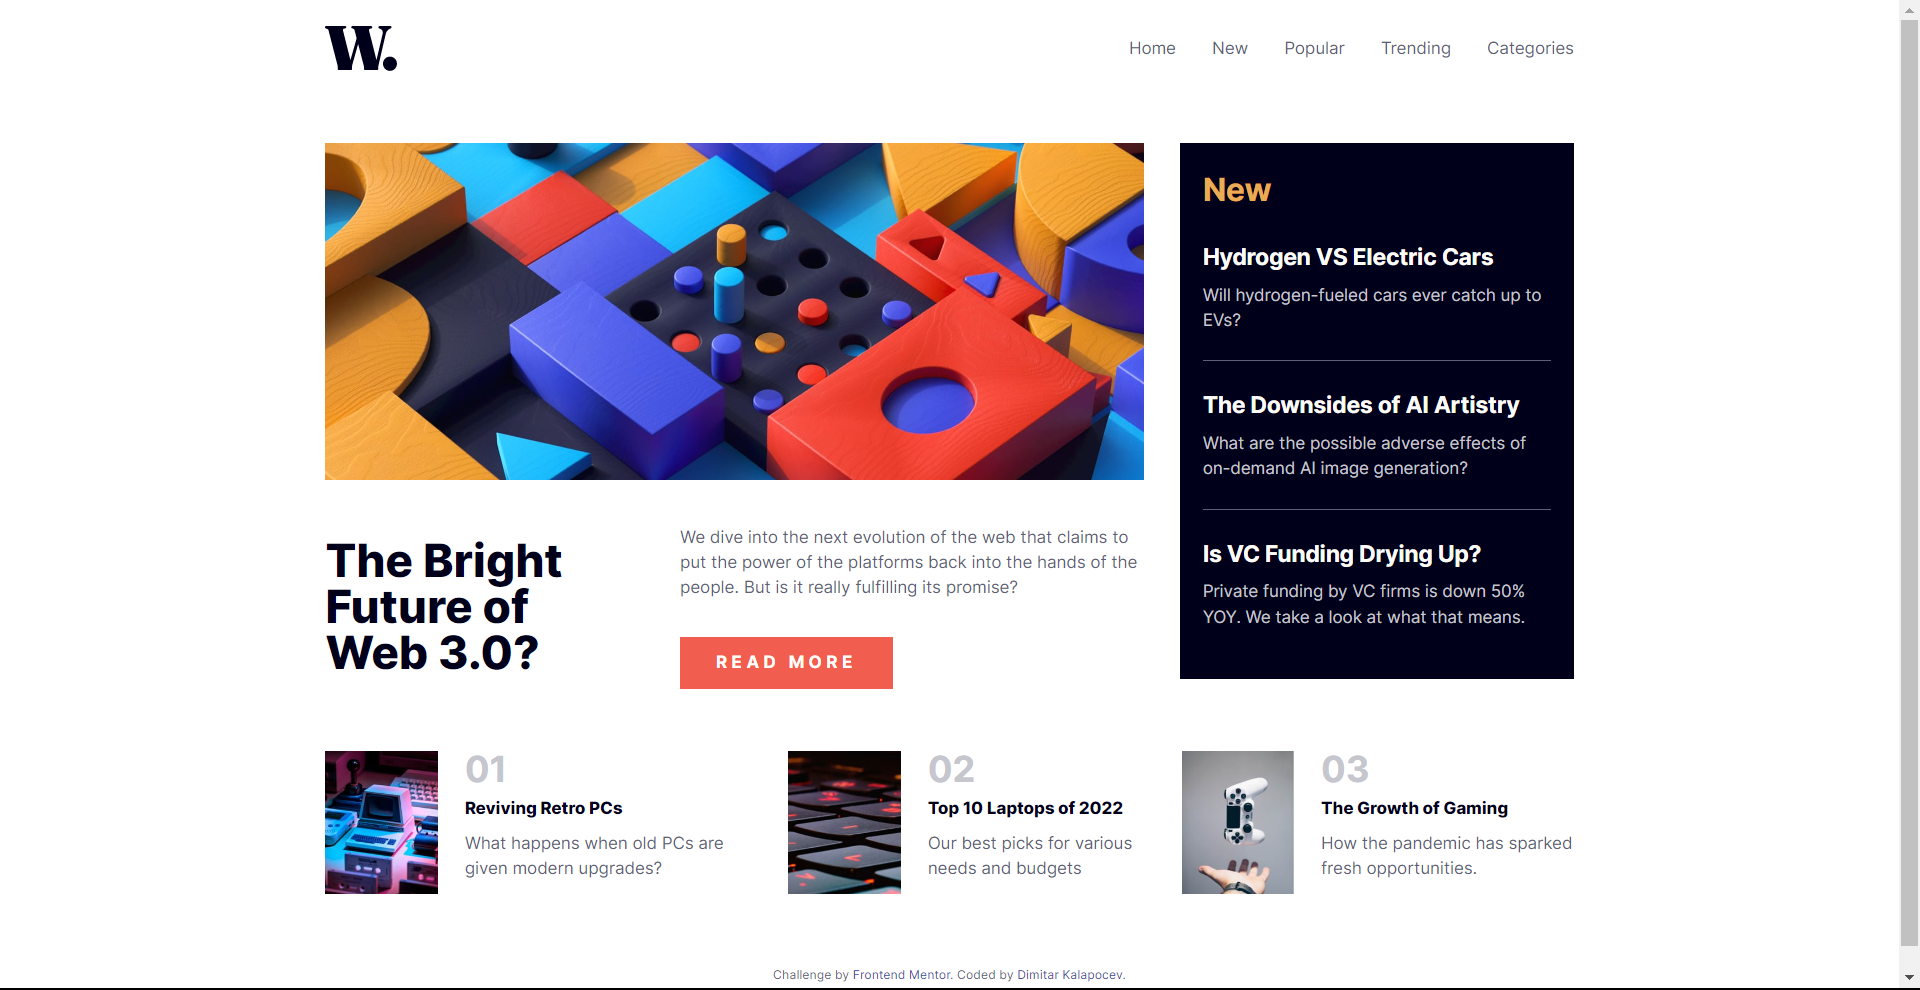 W.
Home New Popular Trending Categories
New
Hydrogen VS Electric Cars
Will hydrogen-fueled cars ever catch up to
EVs?
The Downsides of AI Artistry
What are the possible adverse effects of
on-demand AI image generation?
Is VC Funding Drying Up?
Private funding by VC firms is down 50%
YOY. We take a look at what that means.
The Bright
Future of
Web 3.0?
We dive into the next evolution of the web that claims to
put the power of the platforms back into the hands of the
people. But is it really fulfilling its promise?
READ MORE
01
Reviving Retro PCs
What happens when old PCs are
given modern upgrades?
02
Top 10 Laptops of 2022
Our best picks for various
needs and budgets
03
The Growth of Gaming
How the pandemic has sparked
fresh opportunities.
Challenge by Frontend Mentor. Coded by Dimitar Kalapocev.